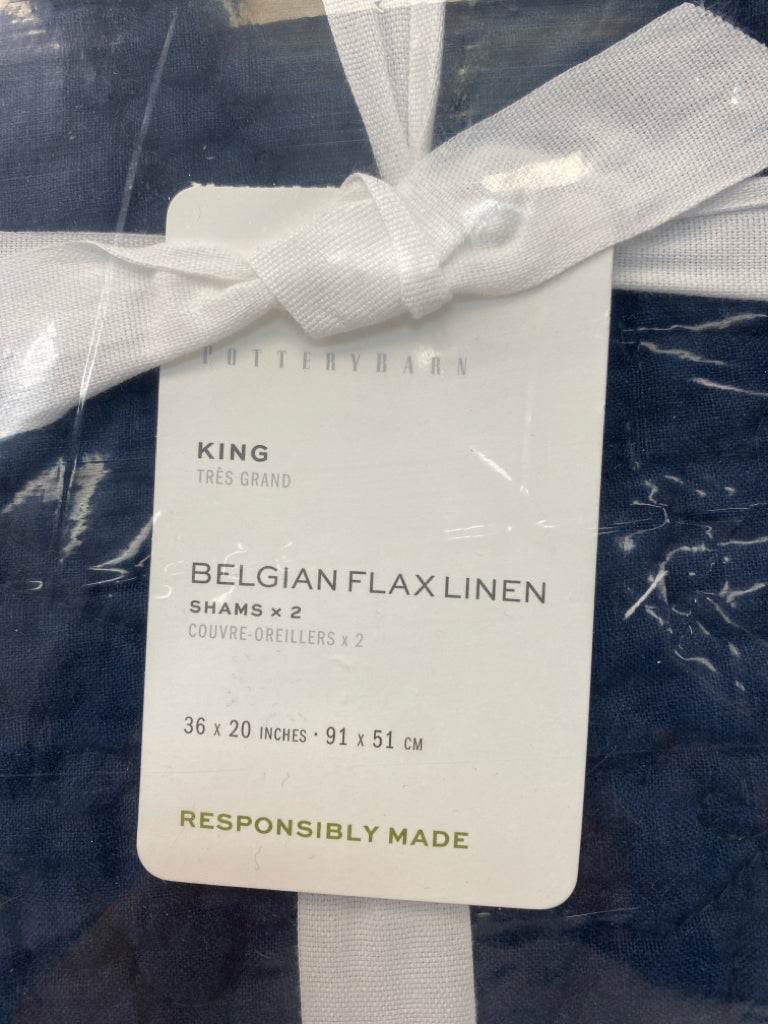 POTTERYBARN
KING
TRÈS GRAND
BELGIAN FLAX LINEN
SHAMS x 2
COUVRE-OREILLERS x 2
36 x 20 INCHES · 91 x 51 CM
RESPONSIBLY MADE